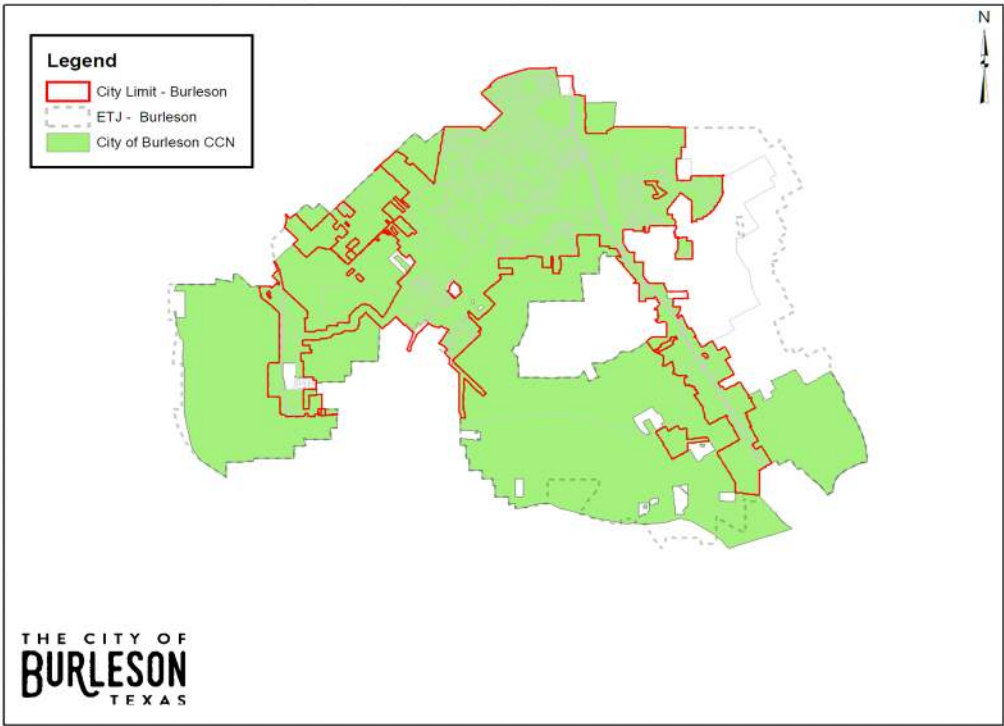 N
Legend
City Limit - Burleson
ETJ - Burleson
City of Burleson CCN
THE CITY OF
BURLESON
TEXAS